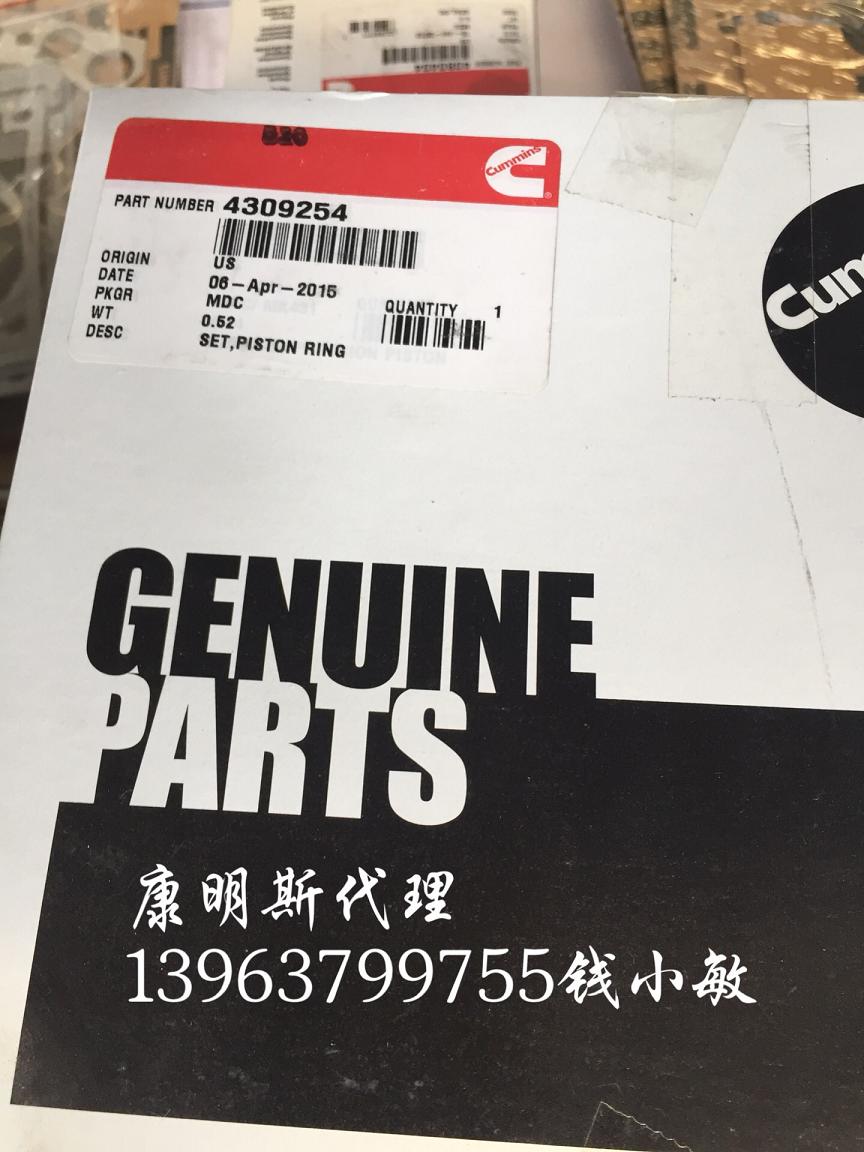 Cummins
PART NUMBER 4309254
ORIGIN US
DATE 06-Apr-2015
PKGR MDC
QUANTITY 1
WT 0.52
DESC SET,PISTON RING
GENUINE
PARTS
康明斯代理
13963799755钱小敏